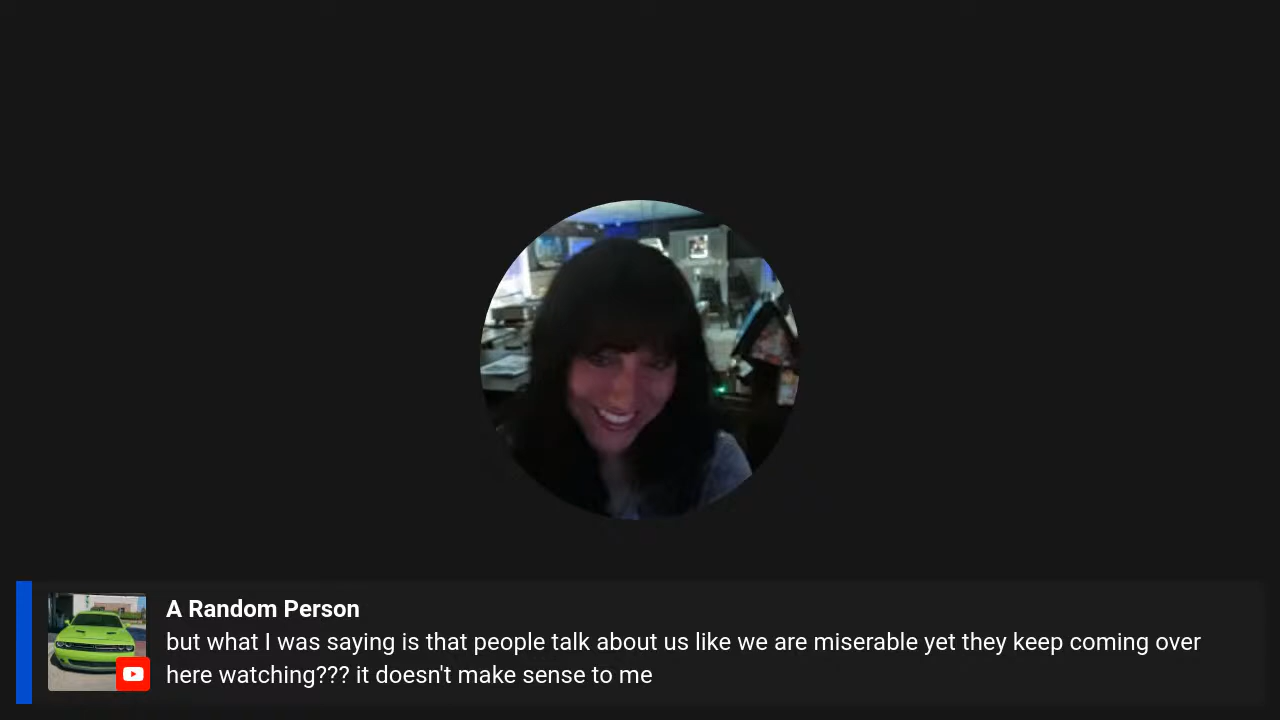 A Random Person
but what I was saying is that people talk about us like we are miserable yet they keep coming over
here watching??? it doesn't make sense to me